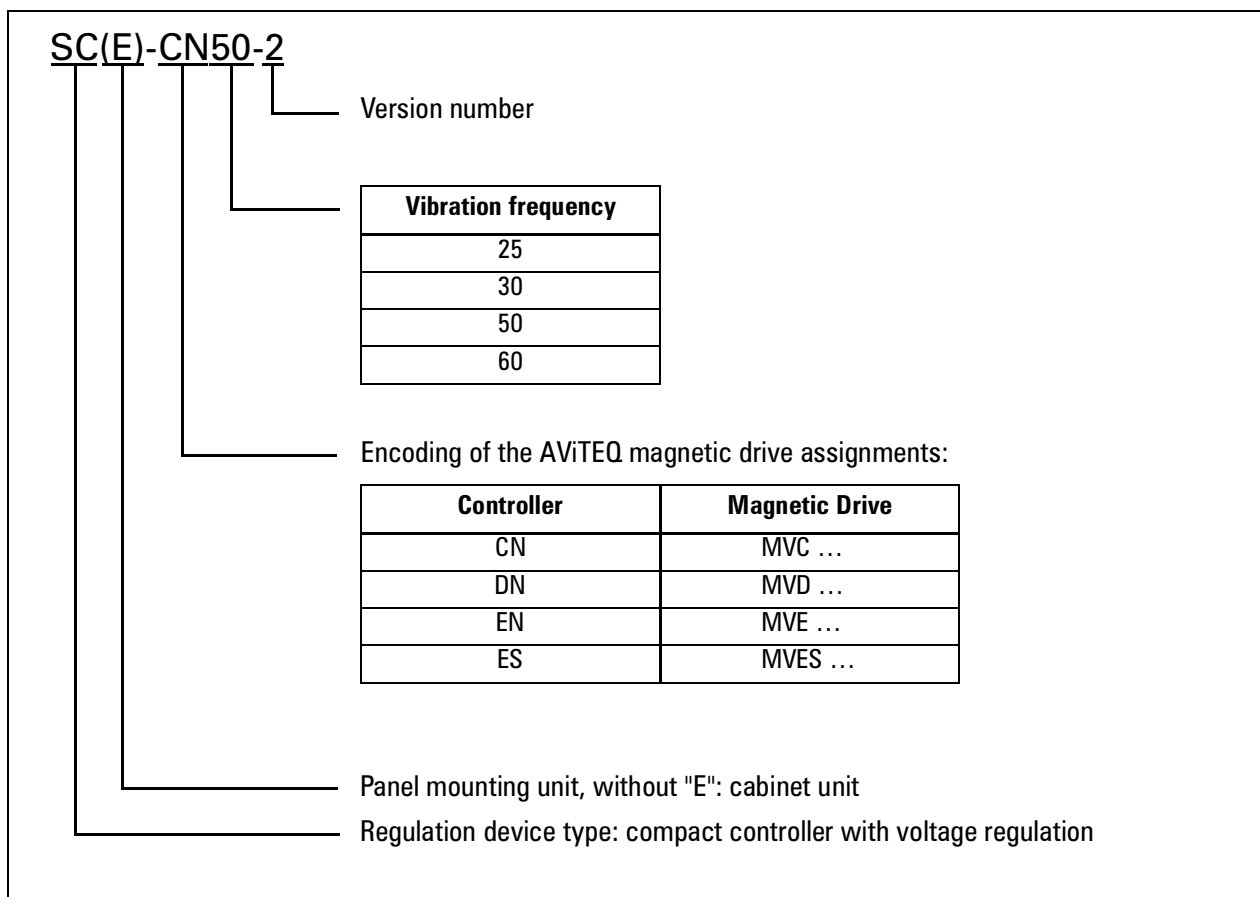 SC(E)-CN50-2
Version number
Vibration frequency
25
30
50
60
Encoding of the AViTEQ magnetic drive assignments:
Controller Magnetic Drive
CN MVC …
DN MVD …
EN MVE …
ES MVES …
Panel mounting unit, without "E": cabinet unit
Regulation device type: compact controller with voltage regulation